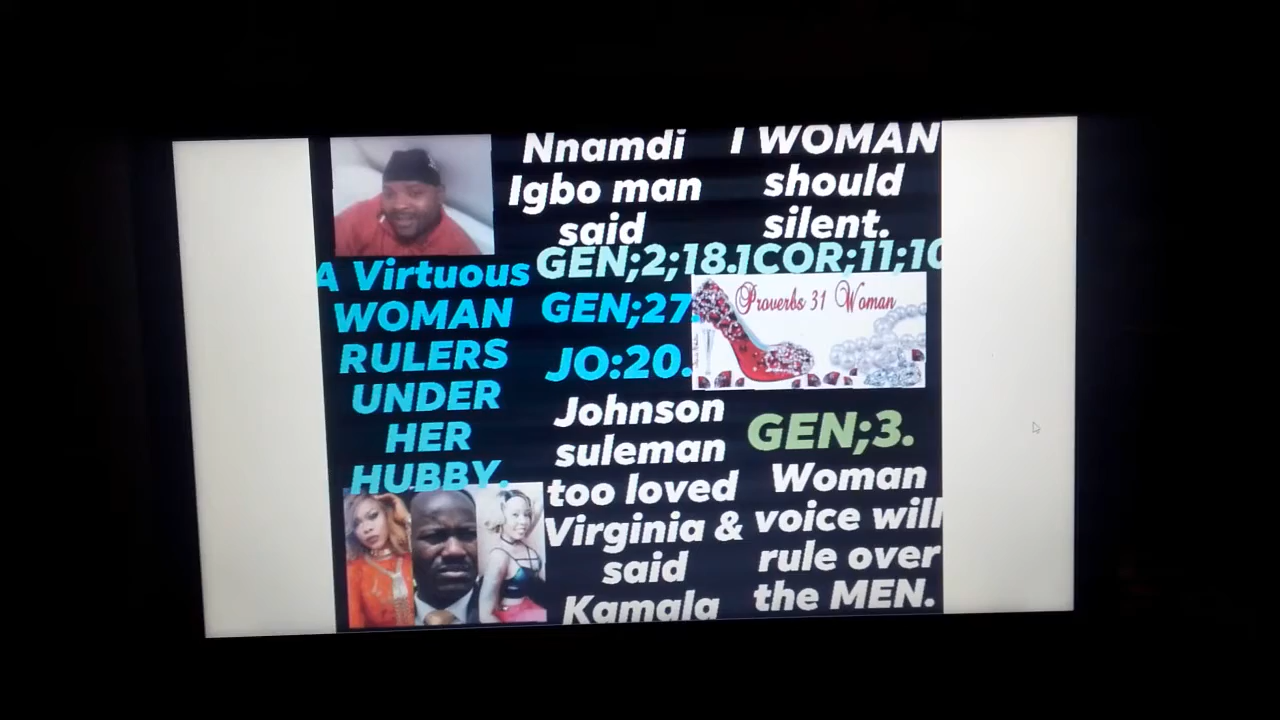 Nnamdi
Igbo man
said
I WOMAN
should
silent.
GEN;2;18.1COR;11;10
A Virtuous
WOMAN
RULERS
UNDER
HER
HUBBY.
GEN;27.
JO:20.
Proverbs 31 Woman
Johnson
suleman
too loved
Virginia &
said
Kamala
GEN;3.
Woman
voice will
rule over
the MEN.